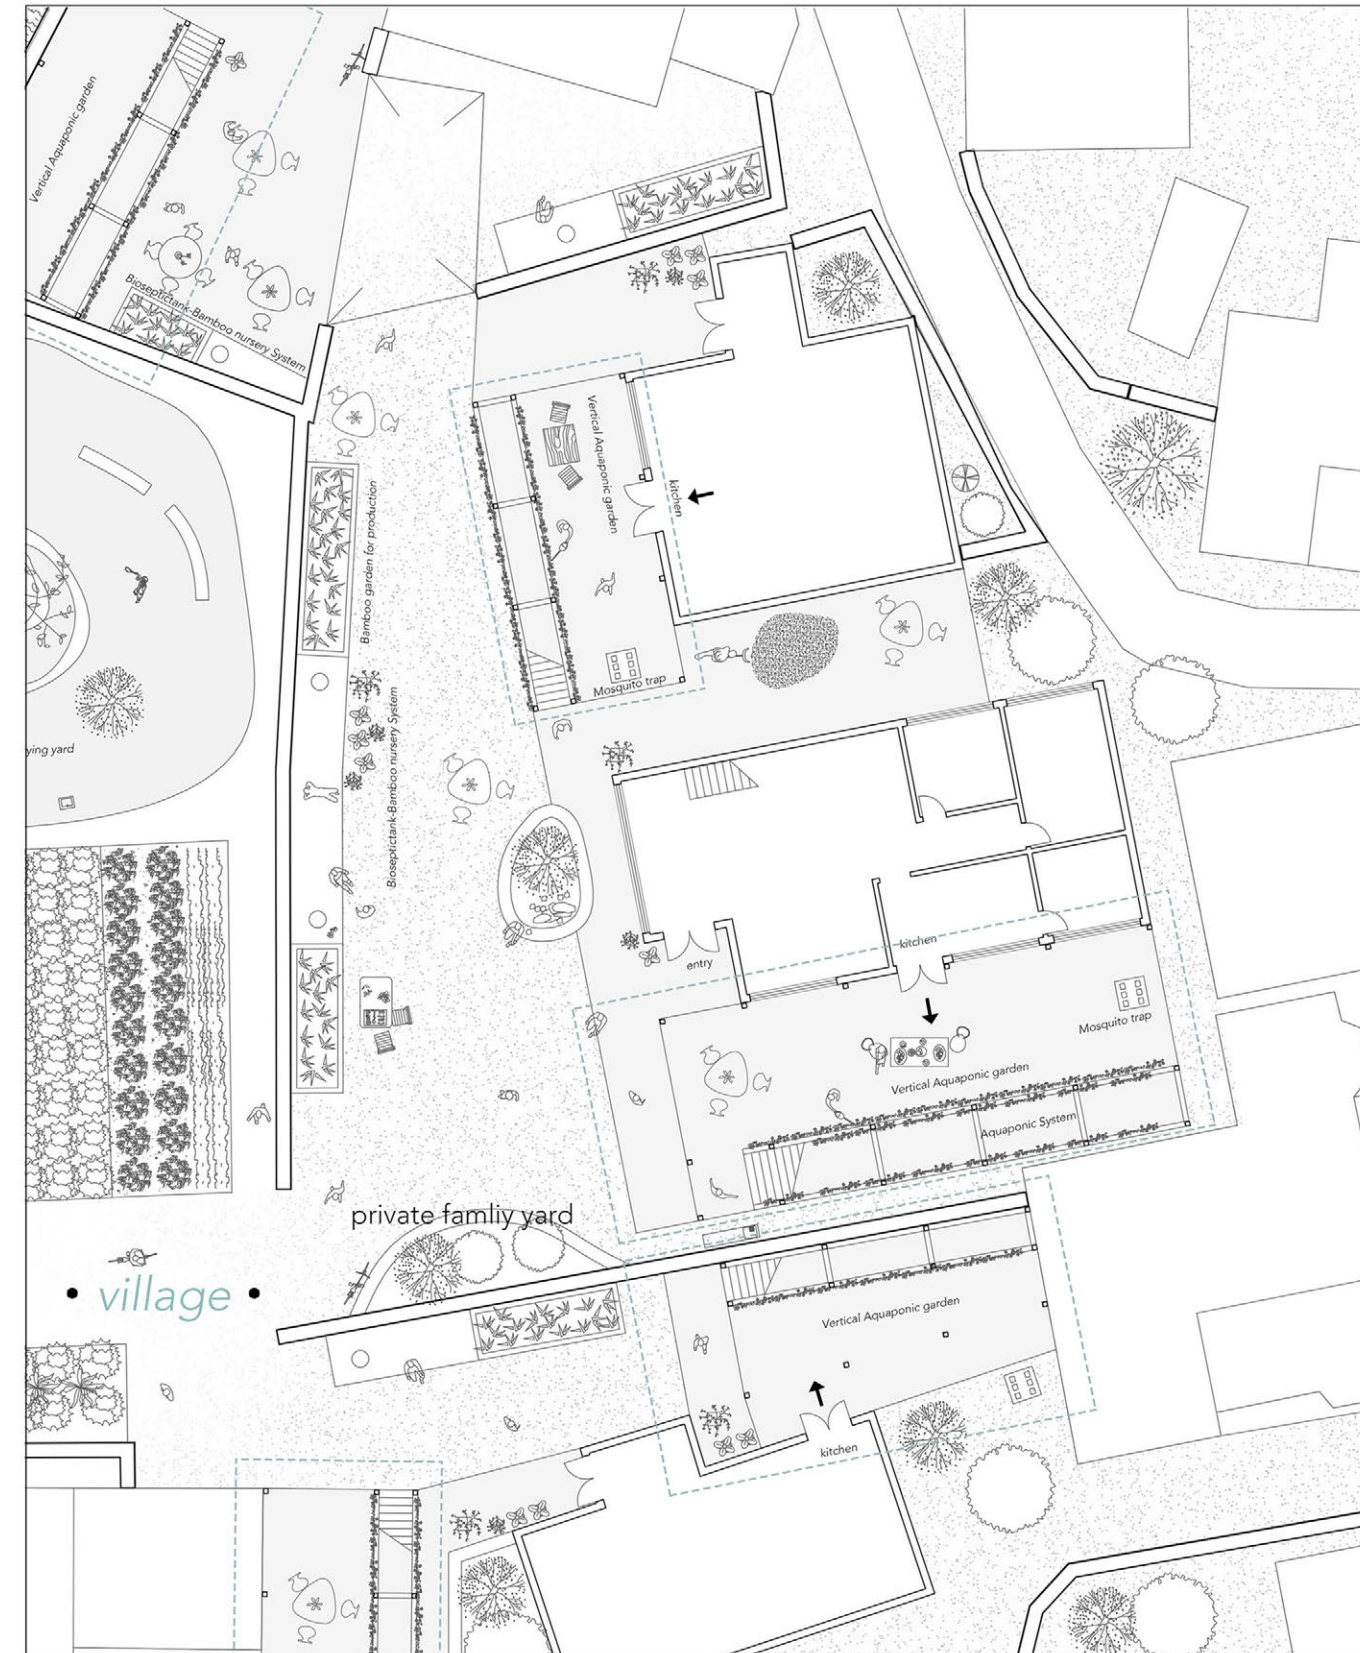 Vertical Aquaponic garden
Bioseptictank-Bamboo nursery System
Vertical Aquaponic garden
kitchen
Bamboo garden for production
Mosquito trap
Bioseptictank-Bamboo nursery System
ying yard
kitchen
entry
Mosquito trap
Vertical Aquaponic garden
Aquaponic System
private famliy yard
• village •
Vertical Aquaponic garden
kitchen